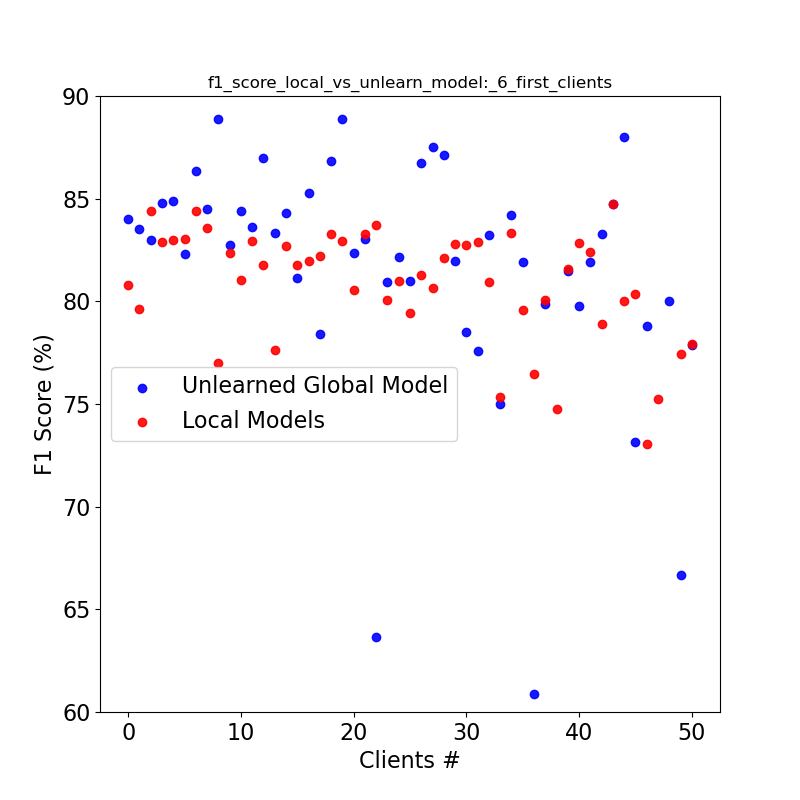 f1_score_local_vs_unlearn_model:_6_first_clients
90
85
80
75
70
65
60
F1 Score (%)
Unlearned Global Model
Local Models
0 10 20 30 40 50
Clients #